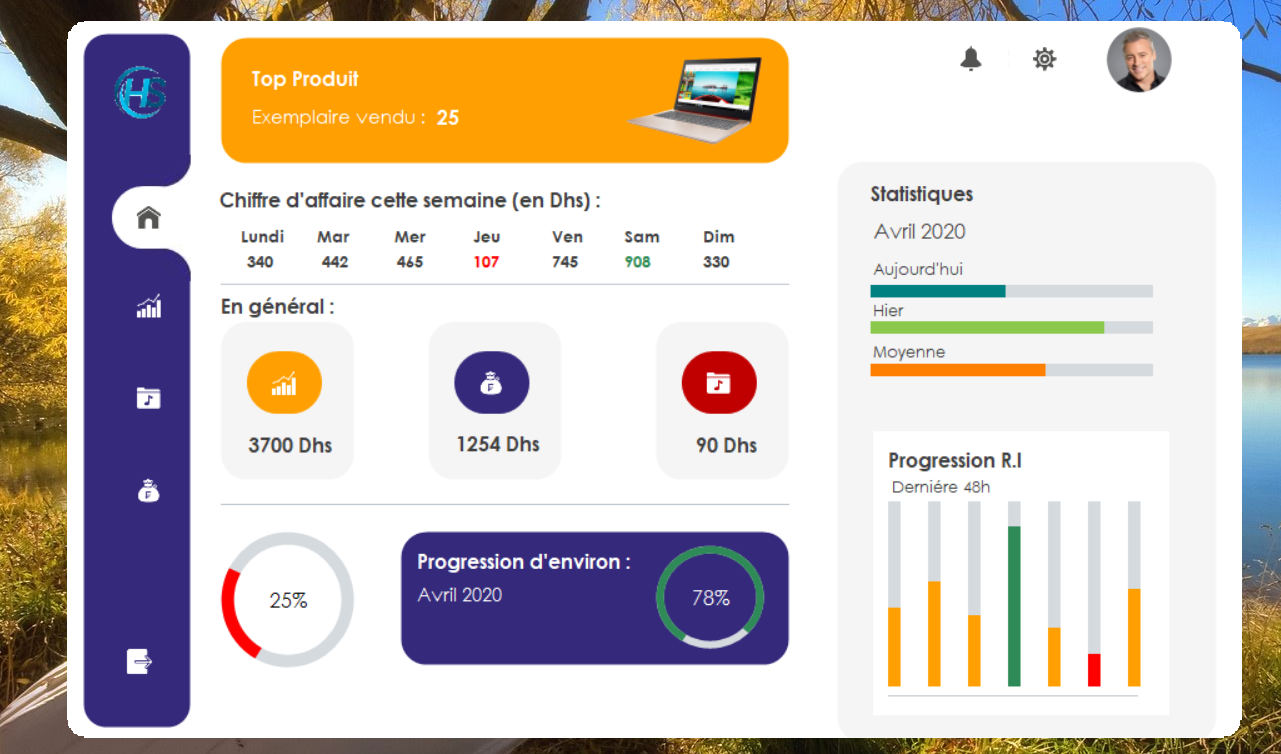 HS
Top Produit
Exemplaire vendu : 25
Chiffre d'affaire cette semaine (en Dhs) :
Lundi Mar Mer Jeu Ven Sam Dim
340 442 465 107 745 908 330
En général :
F
3700 Dhs 1254 Dhs 90 Dhs
F
25%
Progression d'environ :
Avril 2020
78%
Statistiques
Avril 2020
Aujourd'hui
Hier
Moyenne
Progression R.I
Derniére 48h